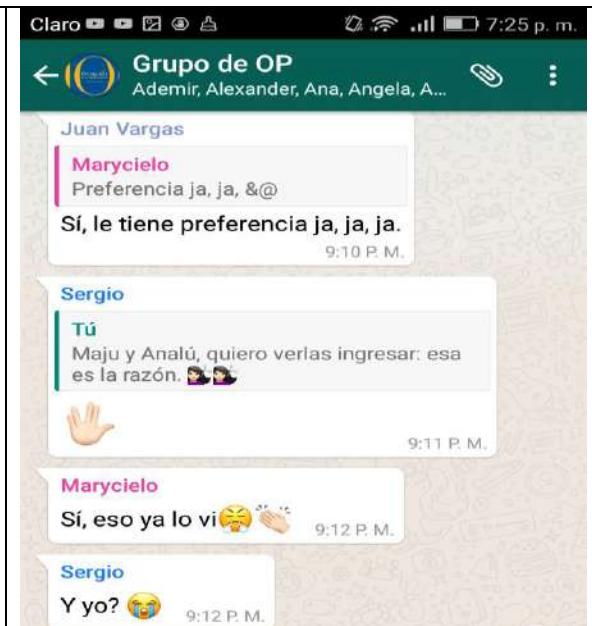 Claro 7:25 p. m.
Grupo de OP
Ademir, Alexander, Ana, Angela, A...
Juan Vargas
Marycielo
Preferencia ja, ja, &@
Sí, le tiene preferencia ja, ja, ja.
9:10 P. M.
Sergio
Tú
Maju y Analú, quiero verlas ingresar: esa
es la razón. 💁🏻‍♀️💁🏻‍♀️
🖖🏻
9:11 P. M.
Marycielo
Sí, eso ya lo vi😤👏🏻 9:12 P. M.
Sergio
Y yo? 😭 9:12 P. M.